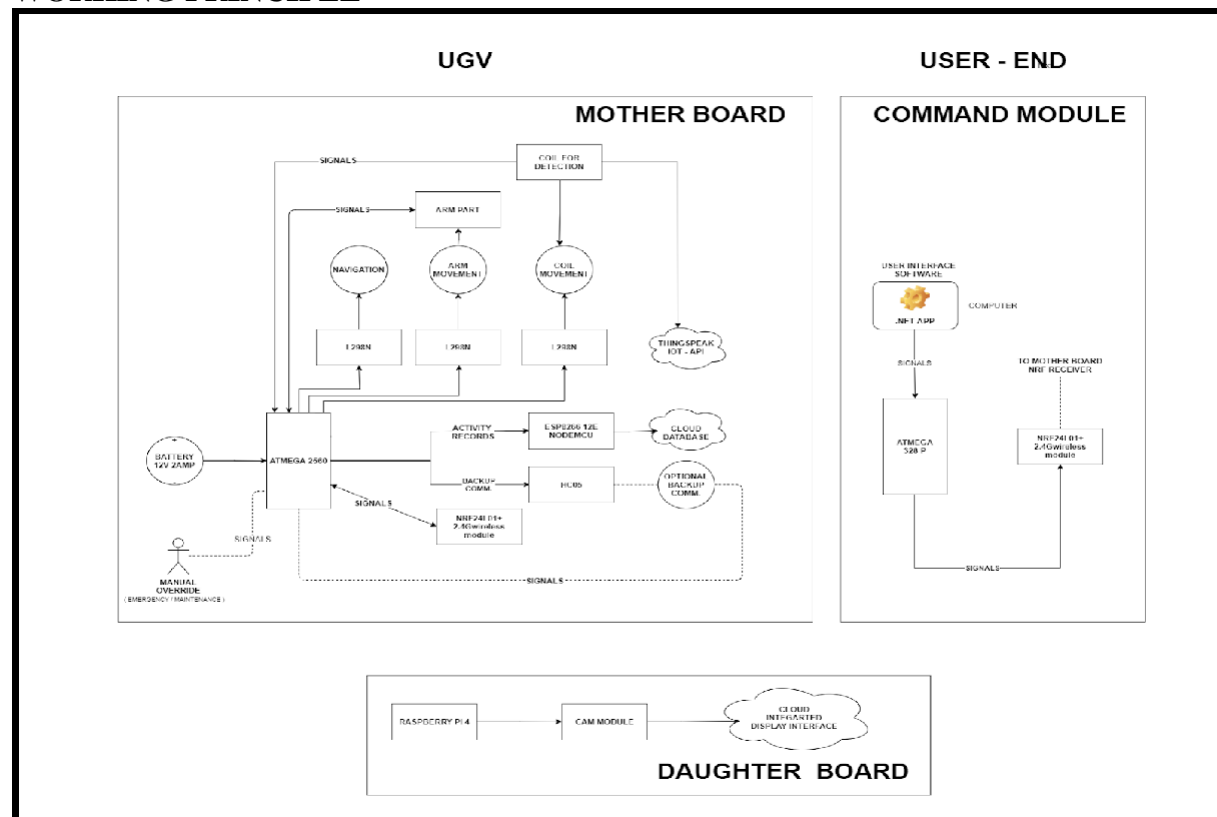 WORKING PRINCIPLE
UGV
USER - END
MOTHER BOARD
COIL FOR
DETECTION
SIGNALS
SIGNALS
ARM PART
NAVIGATION
ARM
MOVEMENT
COIL
MOVEMENT
L298N
L298N
L298N
THINGSPEAK
IOT - API
BATTERY
12V 2AMP
ATMEGA 2560
ACTIVITY
RECORDS
ESP8266 12E
NODEMCU
CLOUD
DATABASE
BACKUP
COMM.
HC05
OPTIONAL
BACKUP
COMM.
SIGNALS
NRF24L01+
2.4Gwireless
module
SIGNALS
MANUAL
OVERRIDE
( EMERGENCY / MAINTENANCE )
SIGNALS
COMMAND MODULE
USER INTERFACE
SOFTWARE
.NET APP
COMPUTER
SIGNALS
TO MOTHER BOARD
NRF RECEIVER
ATMEGA
328 P
NRF24L01+
2.4Gwireless
module
SIGNALS
RASPBERRY PI 4
CAM MODULE
CLOUD
INTEGARTED
DISPLAY INTERFACE
DAUGHTER BOARD